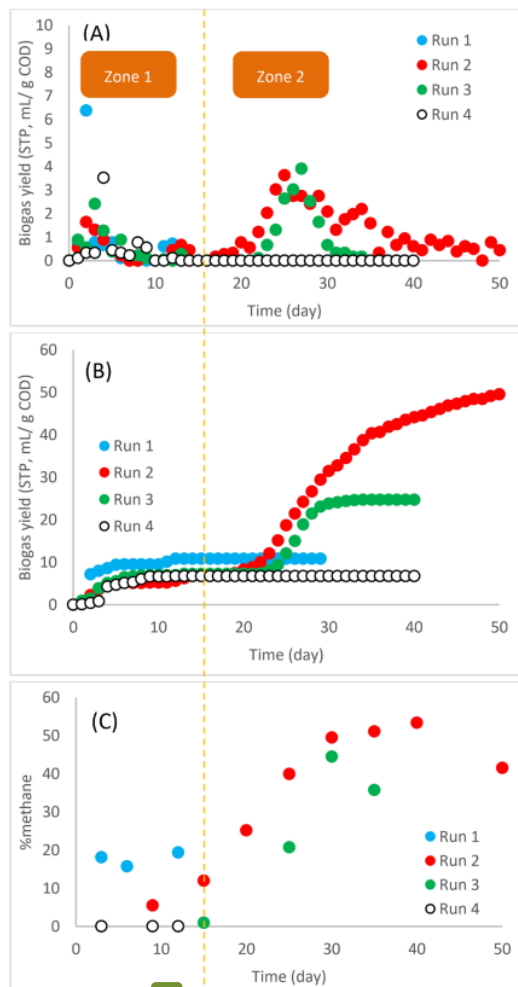 (A)
Zone 1
Zone 2
Run 1
Run 2
Run 3
Run 4
Biogas yield (STP, mL/ g COD)
10
9
8
7
6
5
4
3
2
1
0
0 10 20 30 40 50
Time (day)
(B)
Run 1
Run 2
Run 3
Run 4
Biogas yield (STP, mL/ g COD)
60
50
40
30
20
10
0
0 10 20 30 40 50
Time (day)
(C)
Run 1
Run 2
Run 3
Run 4
%methane
60
50
40
30
20
10
0
0 10 20 30 40 50
Time (day)